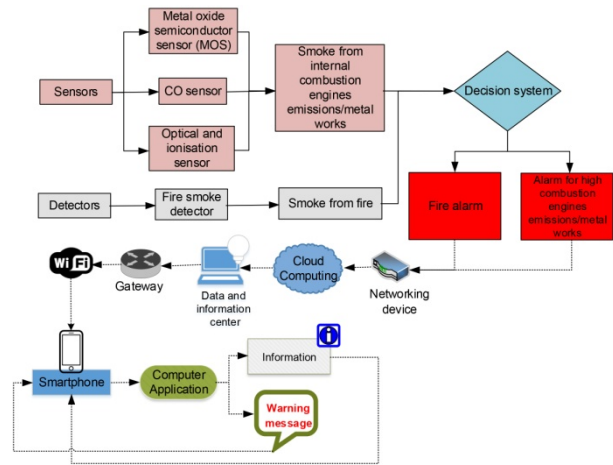 Metal oxide
semiconductor
sensor (MOS)
Sensors
CO sensor
Optical and
ionisation
sensor
Smoke from
internal
combustion
engines
emissions/metal
works
Decision system
Detectors
Fire smoke
detector
Smoke from fire
Fire alarm
Alarm for high
combustion
engines
emissions/metal
works
Wi Fi
Gateway
Data and
information
center
Cloud
Computing
Networking
device
Smartphone
Computer
Application
Information
i
Warning
message